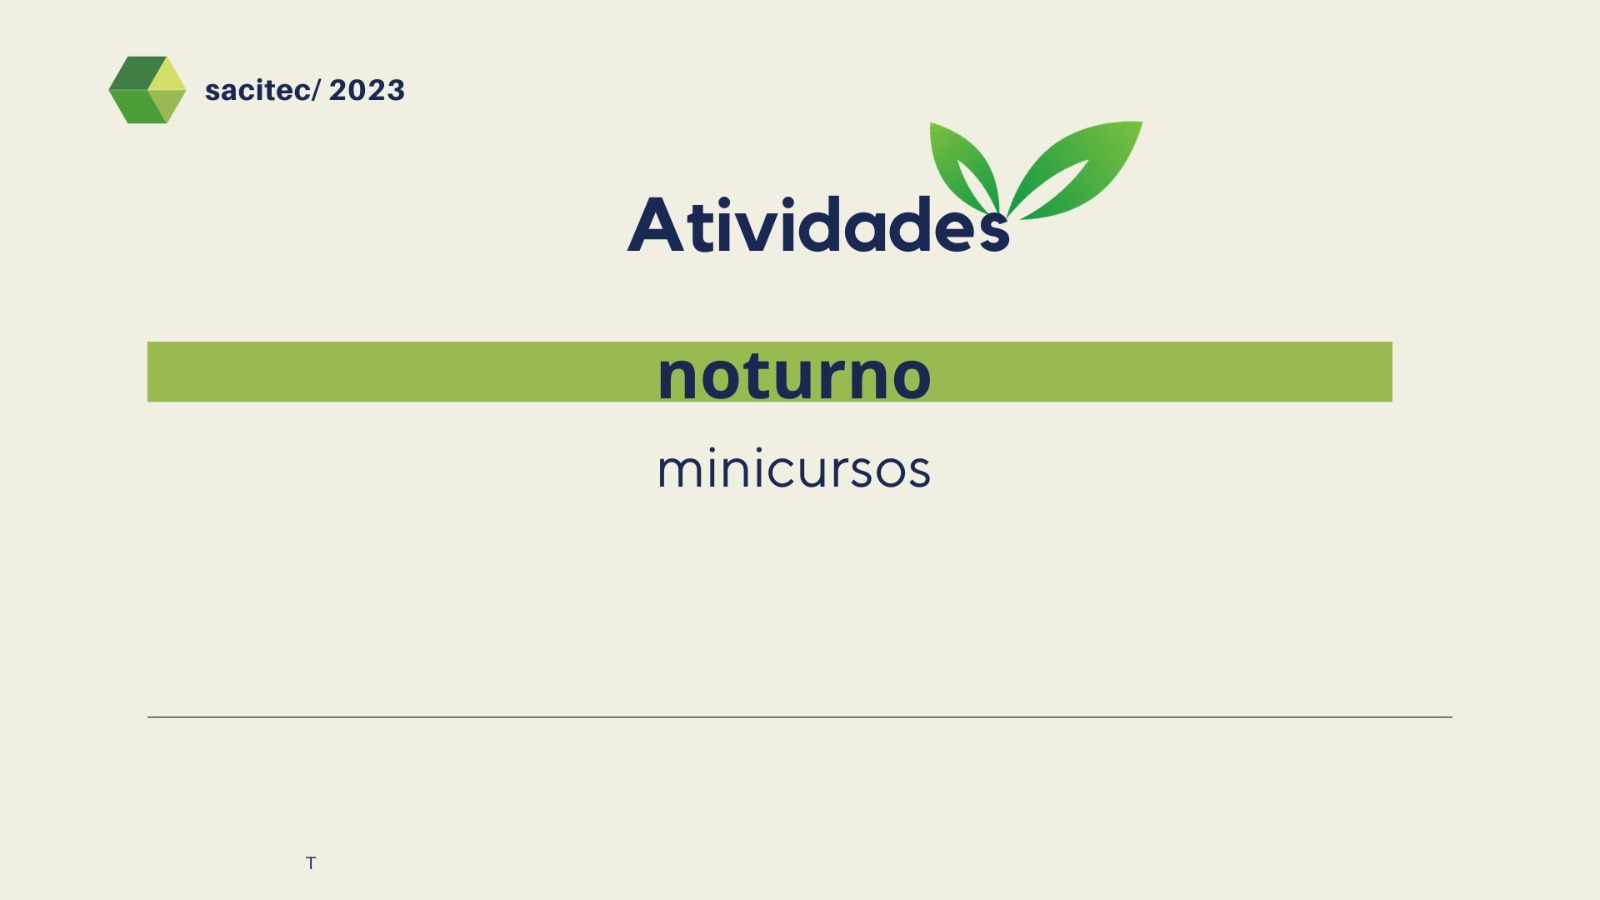 sacitec/ 2023
Atividades
noturno
minicursos
T